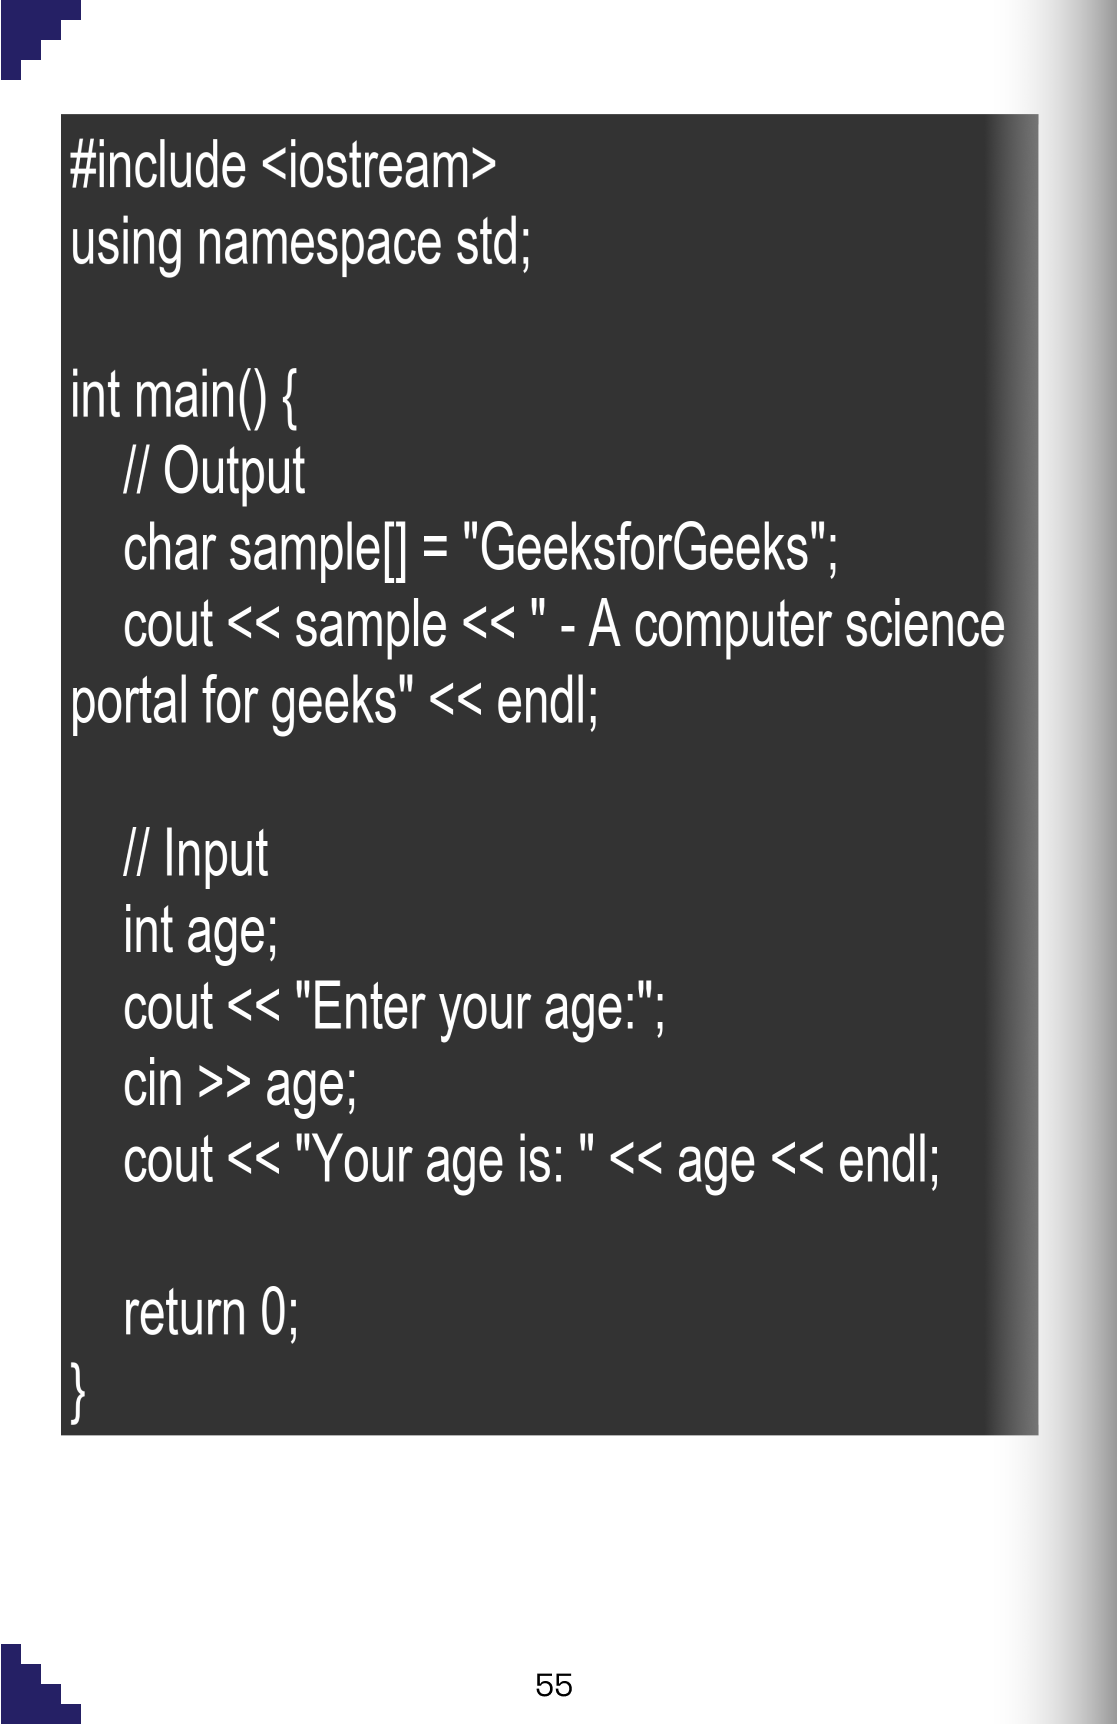 #include <iostream>
using namespace std;

int main() {
    // Output
    char sample[] = "GeeksforGeeks";
    cout << sample << " - A computer science
portal for geeks" << endl;

    // Input
    int age;
    cout << "Enter your age:";
    cin >> age;
    cout << "Your age is: " << age << endl;

    return 0;
}
55